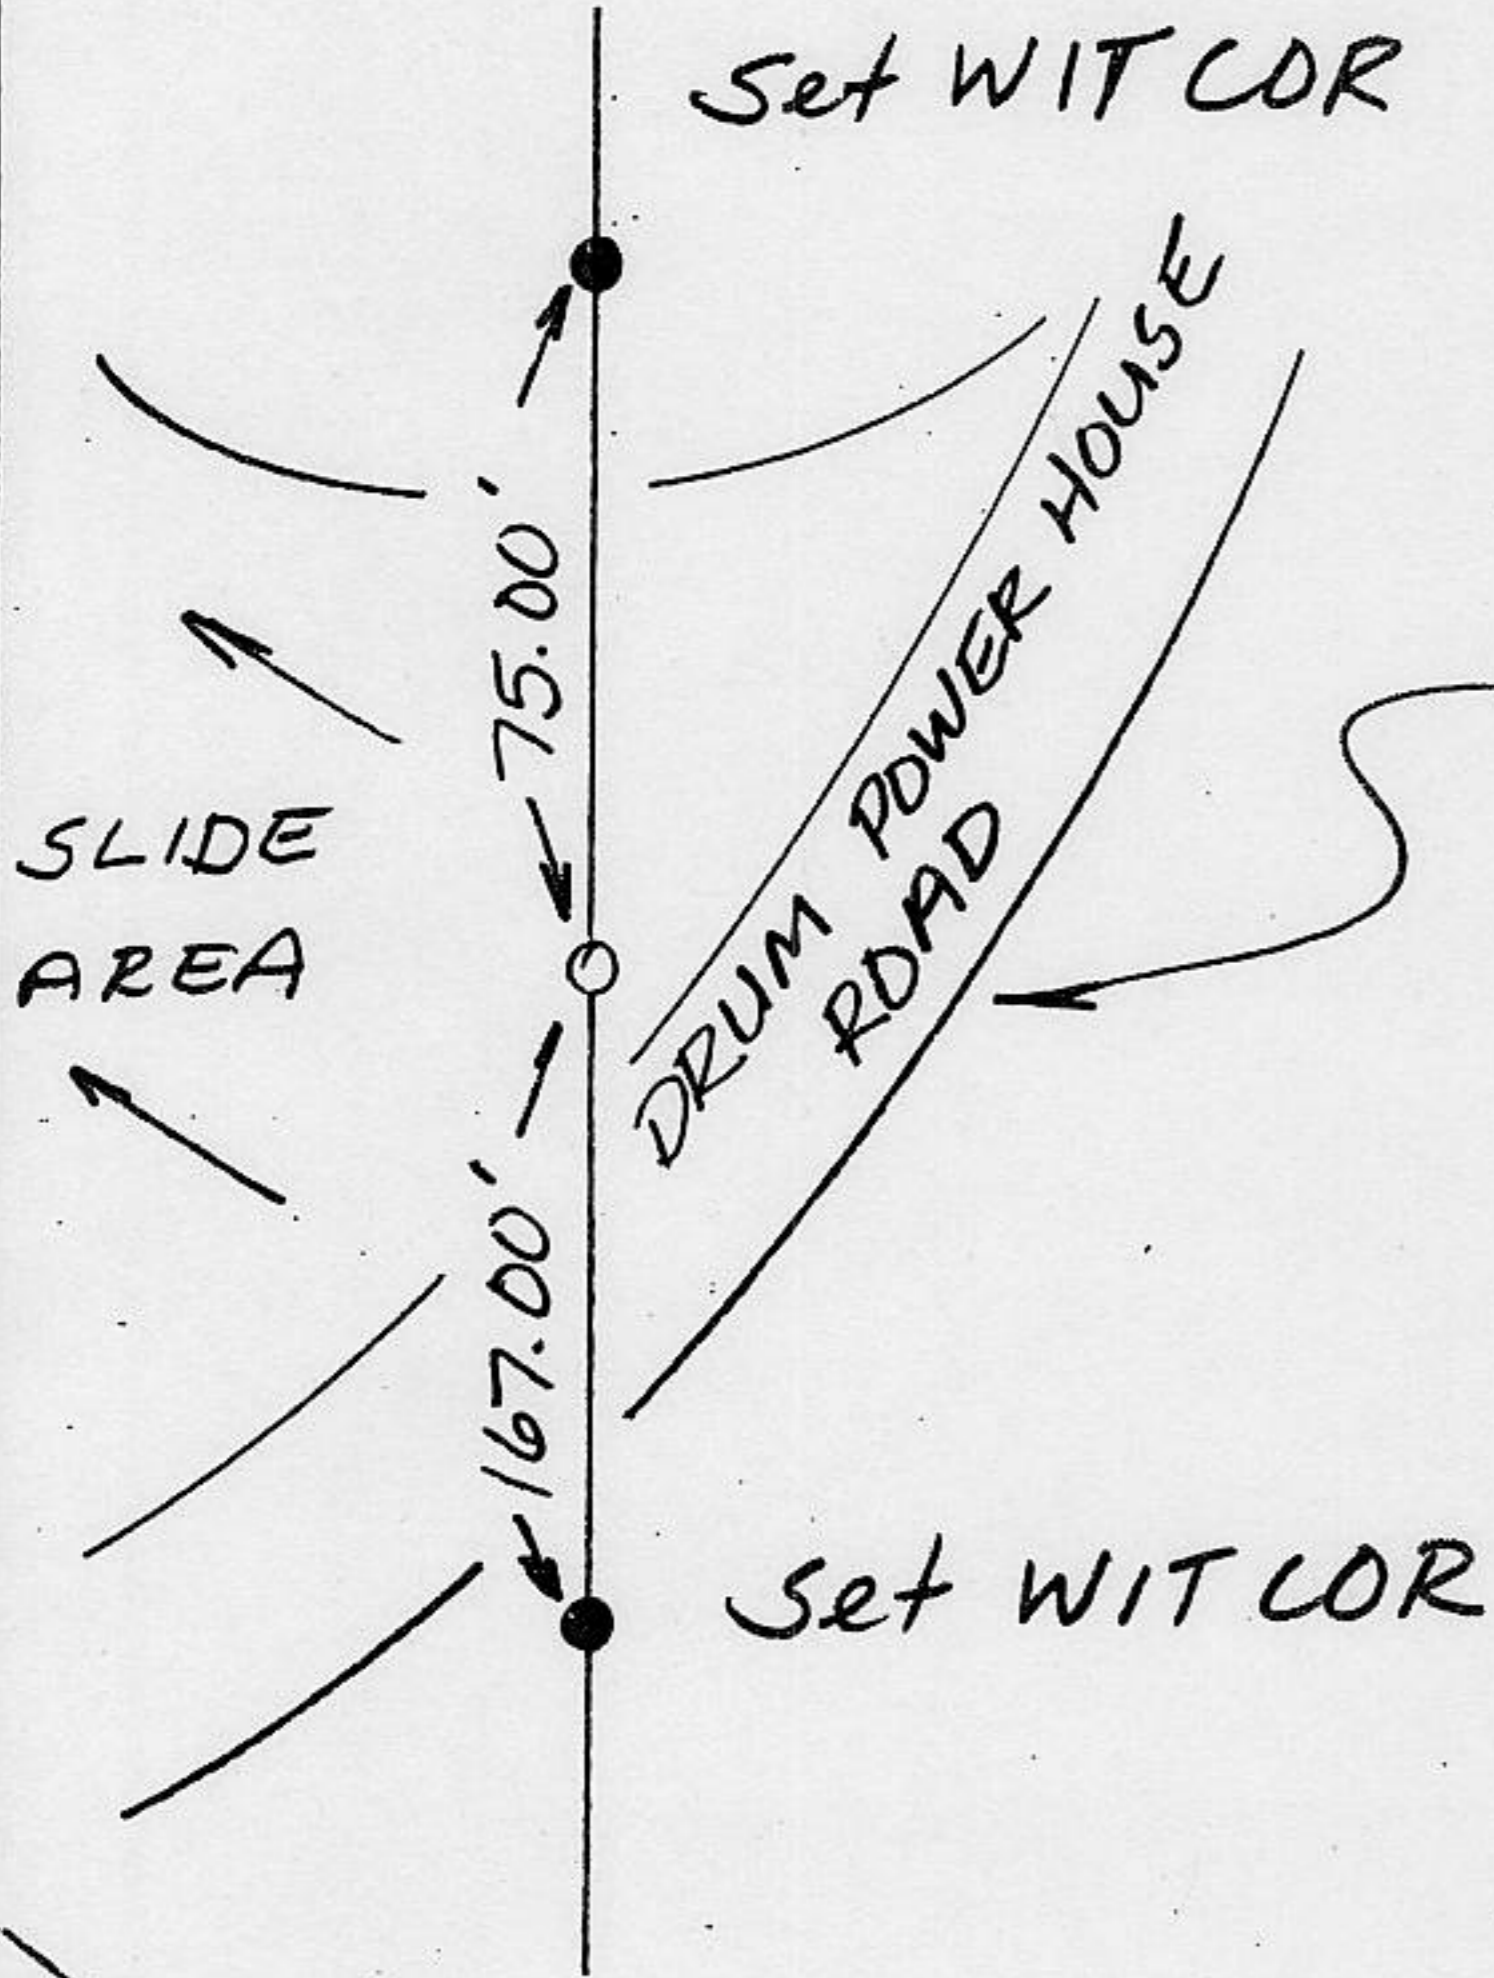 Set WIT COR
75.00'
DRUM POWER HOUSE
ROAD
SLIDE
AREA
167.00'
Set WIT COR